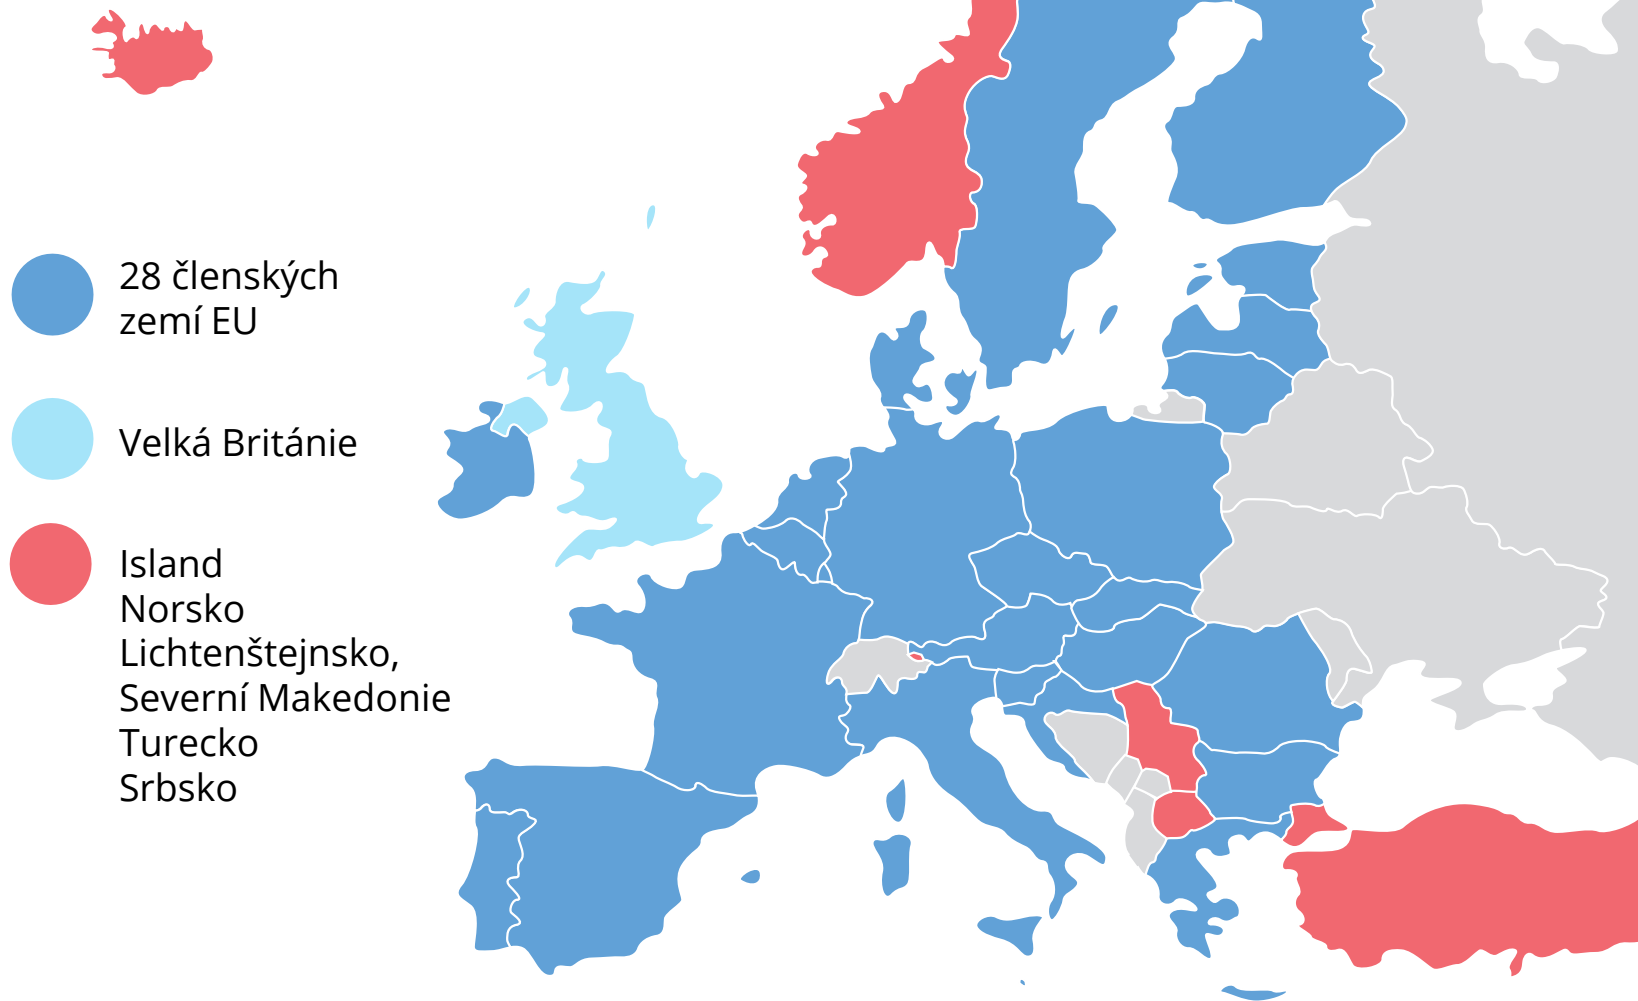 28 členských
zemí EU
Velká Británie
Island
Norsko
Lichtenštejnsko,
Severní Makedonie
Turecko
Srbsko